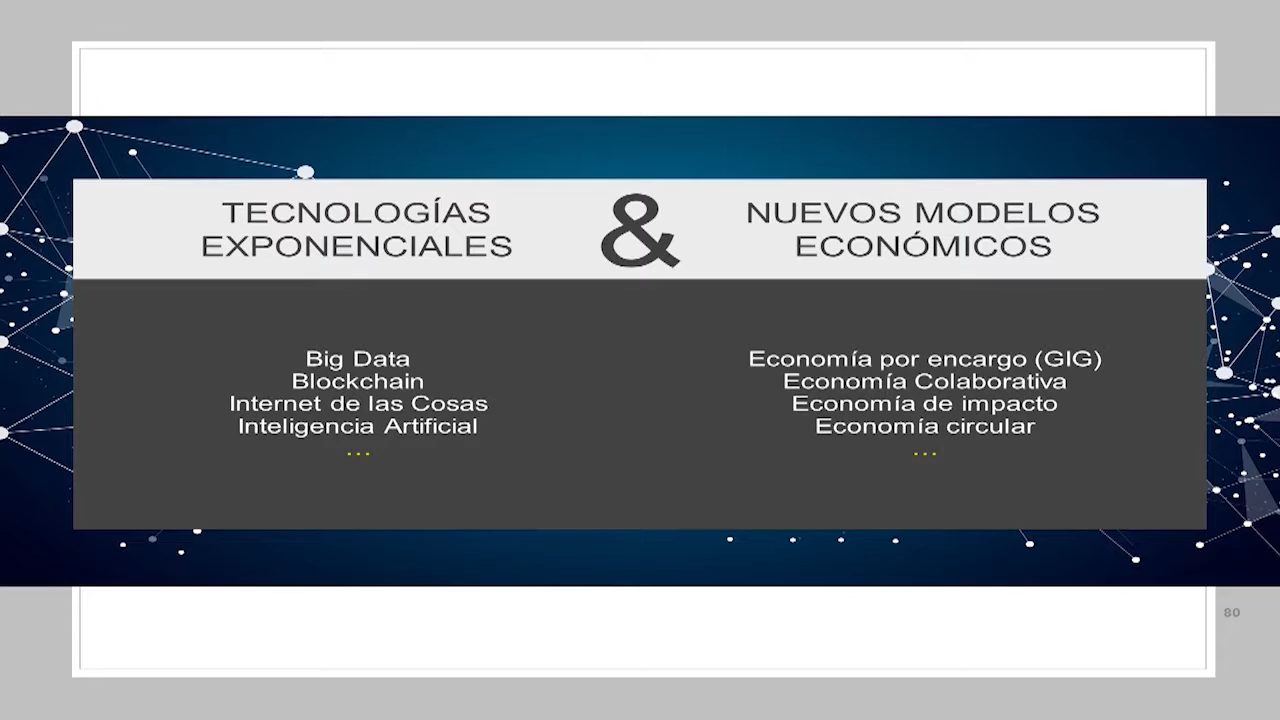 TECNOLOGÍAS
EXPONENCIALES
&
NUEVOS MODELOS
ECONÓMICOS
Big Data
Blockchain
Internet de las Cosas
Inteligencia Artificial
...
Economía por encargo (GIG)
Economía Colaborativa
Economía de impacto
Economía circular
...
80